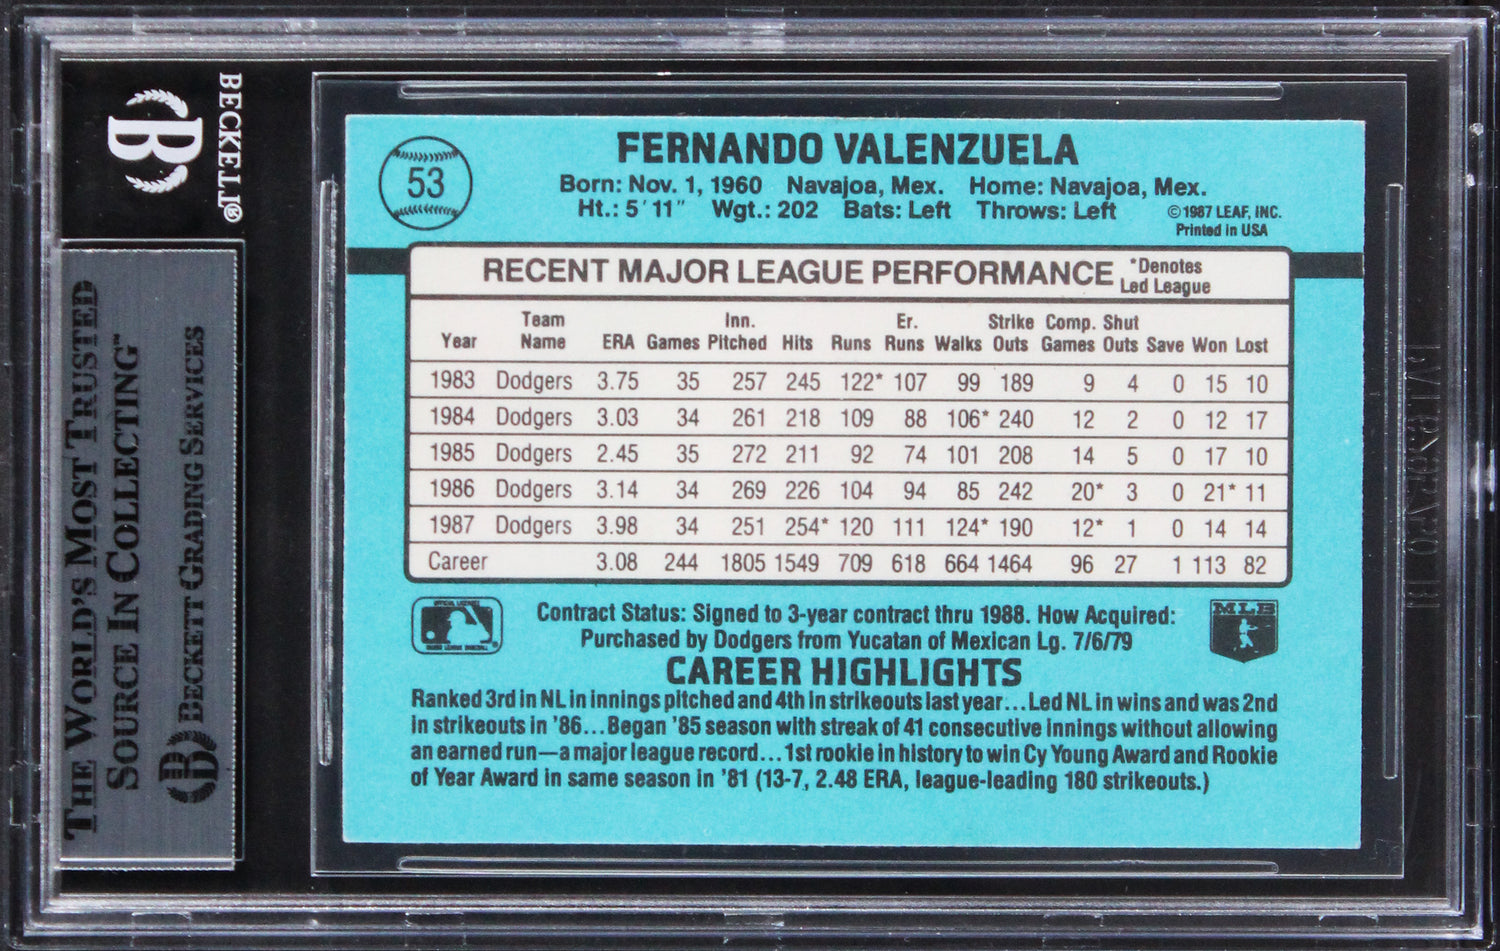 BECKETT®
THE WORLD'S MOST TRUSTED
SOURCE IN COLLECTING™
BECKETT GRADING SERVICES
53
FERNANDO VALENZUELA
Born: Nov. 1, 1960 Navajoa, Mex. Home: Navajoa, Mex.
Ht.: 5'11" Wgt.: 202 Bats: Left Throws: Left
©1987 LEAF, INC.
Printed in USA
RECENT MAJOR LEAGUE PERFORMANCE *Denotes
Led League
Year Team Name ERA Games Inn. Pitched Hits Runs Er. Runs Walks Strike Outs Comp. Games Shut Outs Save Won Lost
1983 Dodgers 3.75 35 257 245 122* 107 99 189 9 4 0 15 10
1984 Dodgers 3.03 34 261 218 109 88 106* 240 12 2 0 12 17
1985 Dodgers 2.45 35 272 211 92 74 101 208 14 5 0 17 10
1986 Dodgers 3.14 34 269 226 104 94 85 242 20* 3 0 21* 11
1987 Dodgers 3.98 34 251 254* 120 111 124* 190 12* 1 0 14 14
Career 3.08 244 1805 1549 709 618 664 1464 96 27 1 113 82
Contract Status: Signed to 3-year contract thru 1988. How Acquired:
Purchased by Dodgers from Yucatan of Mexican Lg. 7/6/79
MLB
CAREER HIGHLIGHTS
Ranked 3rd in NL in innings pitched and 4th in strikeouts last year...Led NL in wins and was 2nd
in strikeouts in '86...Began '85 season with streak of 41 consecutive innings without allowing
an earned run—a major league record...1st rookie in history to win Cy Young Award and Rookie
of Year Award in same season in '81 (13-7, 2.48 ERA, league-leading 180 strikeouts.)